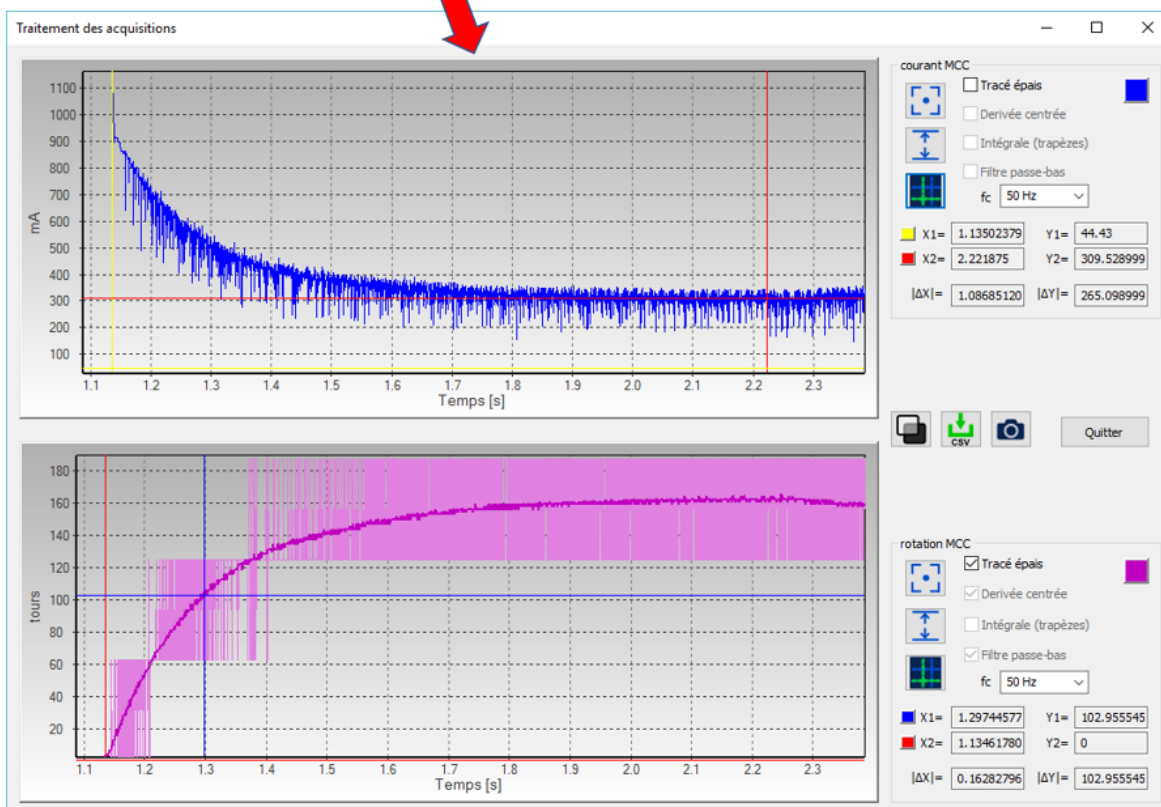 Traitement des acquisitions
1100
1000
900
800
700
600
500
400
300
200
100
mA
1.1 1.2 1.3 1.4 1.5 1.6 1.7 1.8 1.9 2.0 2.1 2.2 2.3
Temps [s]
courant MCC
Tracé épais
Derivée centrée
Intégrale (trapèzes)
Filtre passe-bas
fc 50 Hz
X1= 1.13502379 Y1= 44.43
X2= 2.221875 Y2= 309.528999
|ΔX|= 1.08685120 |ΔY|= 265.098999
CSV
Quitter
180
160
140
120
100
80
60
40
20
tours
1.1 1.2 1.3 1.4 1.5 1.6 1.7 1.8 1.9 2.0 2.1 2.2 2.3
Temps [s]
rotation MCC
Tracé épais
Derivée centrée
Intégrale (trapèzes)
Filtre passe-bas
fc 50 Hz
X1= 1.29744577 Y1= 102.955545
X2= 1.13461780 Y2= 0
|ΔX|= 0.16282796 |ΔY|= 102.955545